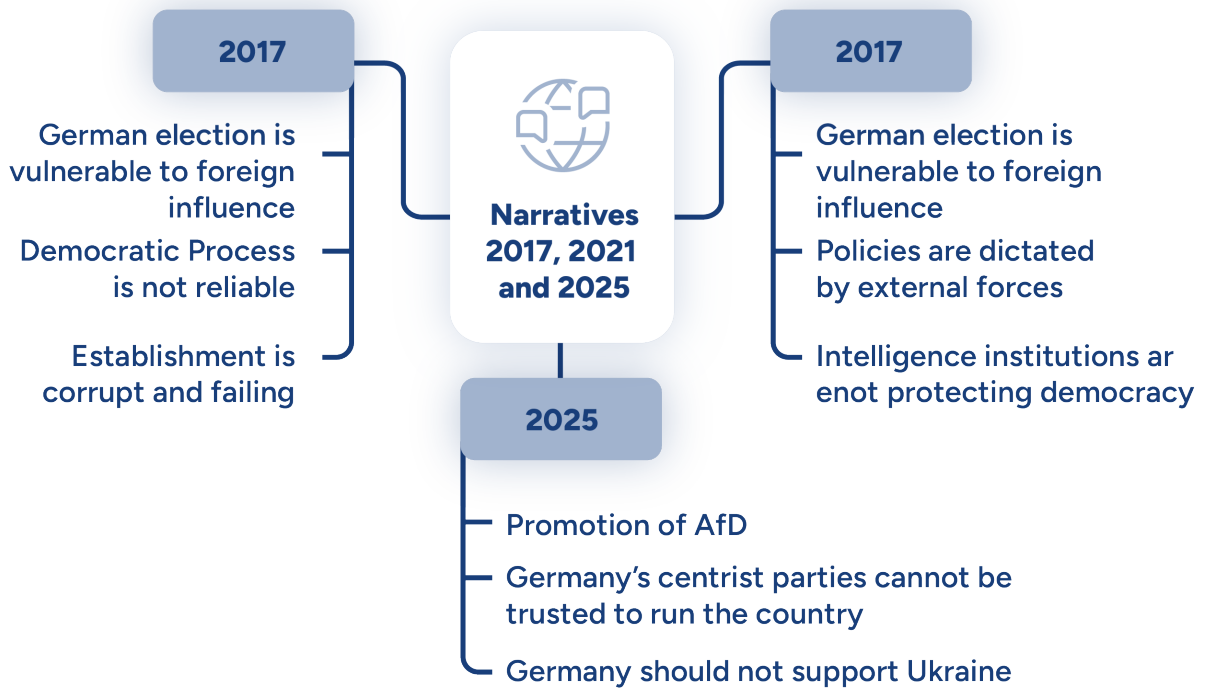 2017
German election is
vulnerable to foreign
influence
Democratic Process
is not reliable
Establishment is
corrupt and failing
Narratives
2017, 2021
and 2025
2017
German election is
vulnerable to foreign
influence
Policies are dictated
by external forces
Intelligence institutions ar
enot protecting democracy
2025
Promotion of AfD
Germany’s centrist parties cannot be
trusted to run the country
Germany should not support Ukraine